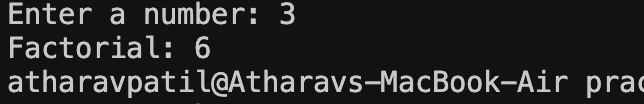 Enter a number: 3
Factorial: 6
atharavpatil@Atharavs-MacBook-Air